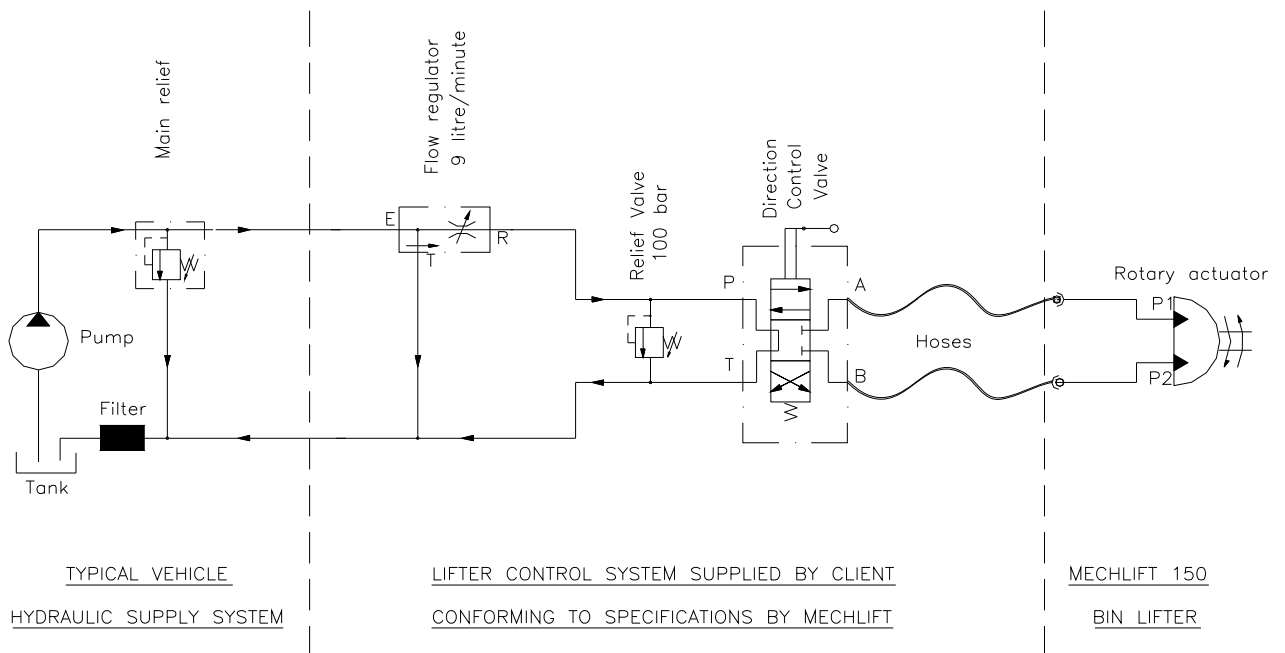 Main relief
Flow regulator
9 litre/minute
Relief Valve
100 bar
Direction
Control
Valve
E
R
T
P
A
T
B
Rotary actuator
P1
P2
Pump
Hoses
Filter
Tank
TYPICAL VEHICLE
HYDRAULIC SUPPLY SYSTEM
LIFTER CONTROL SYSTEM SUPPLIED BY CLIENT
CONFORMING TO SPECIFICATIONS BY MECHLIFT
MECHLIFT 150
BIN LIFTER